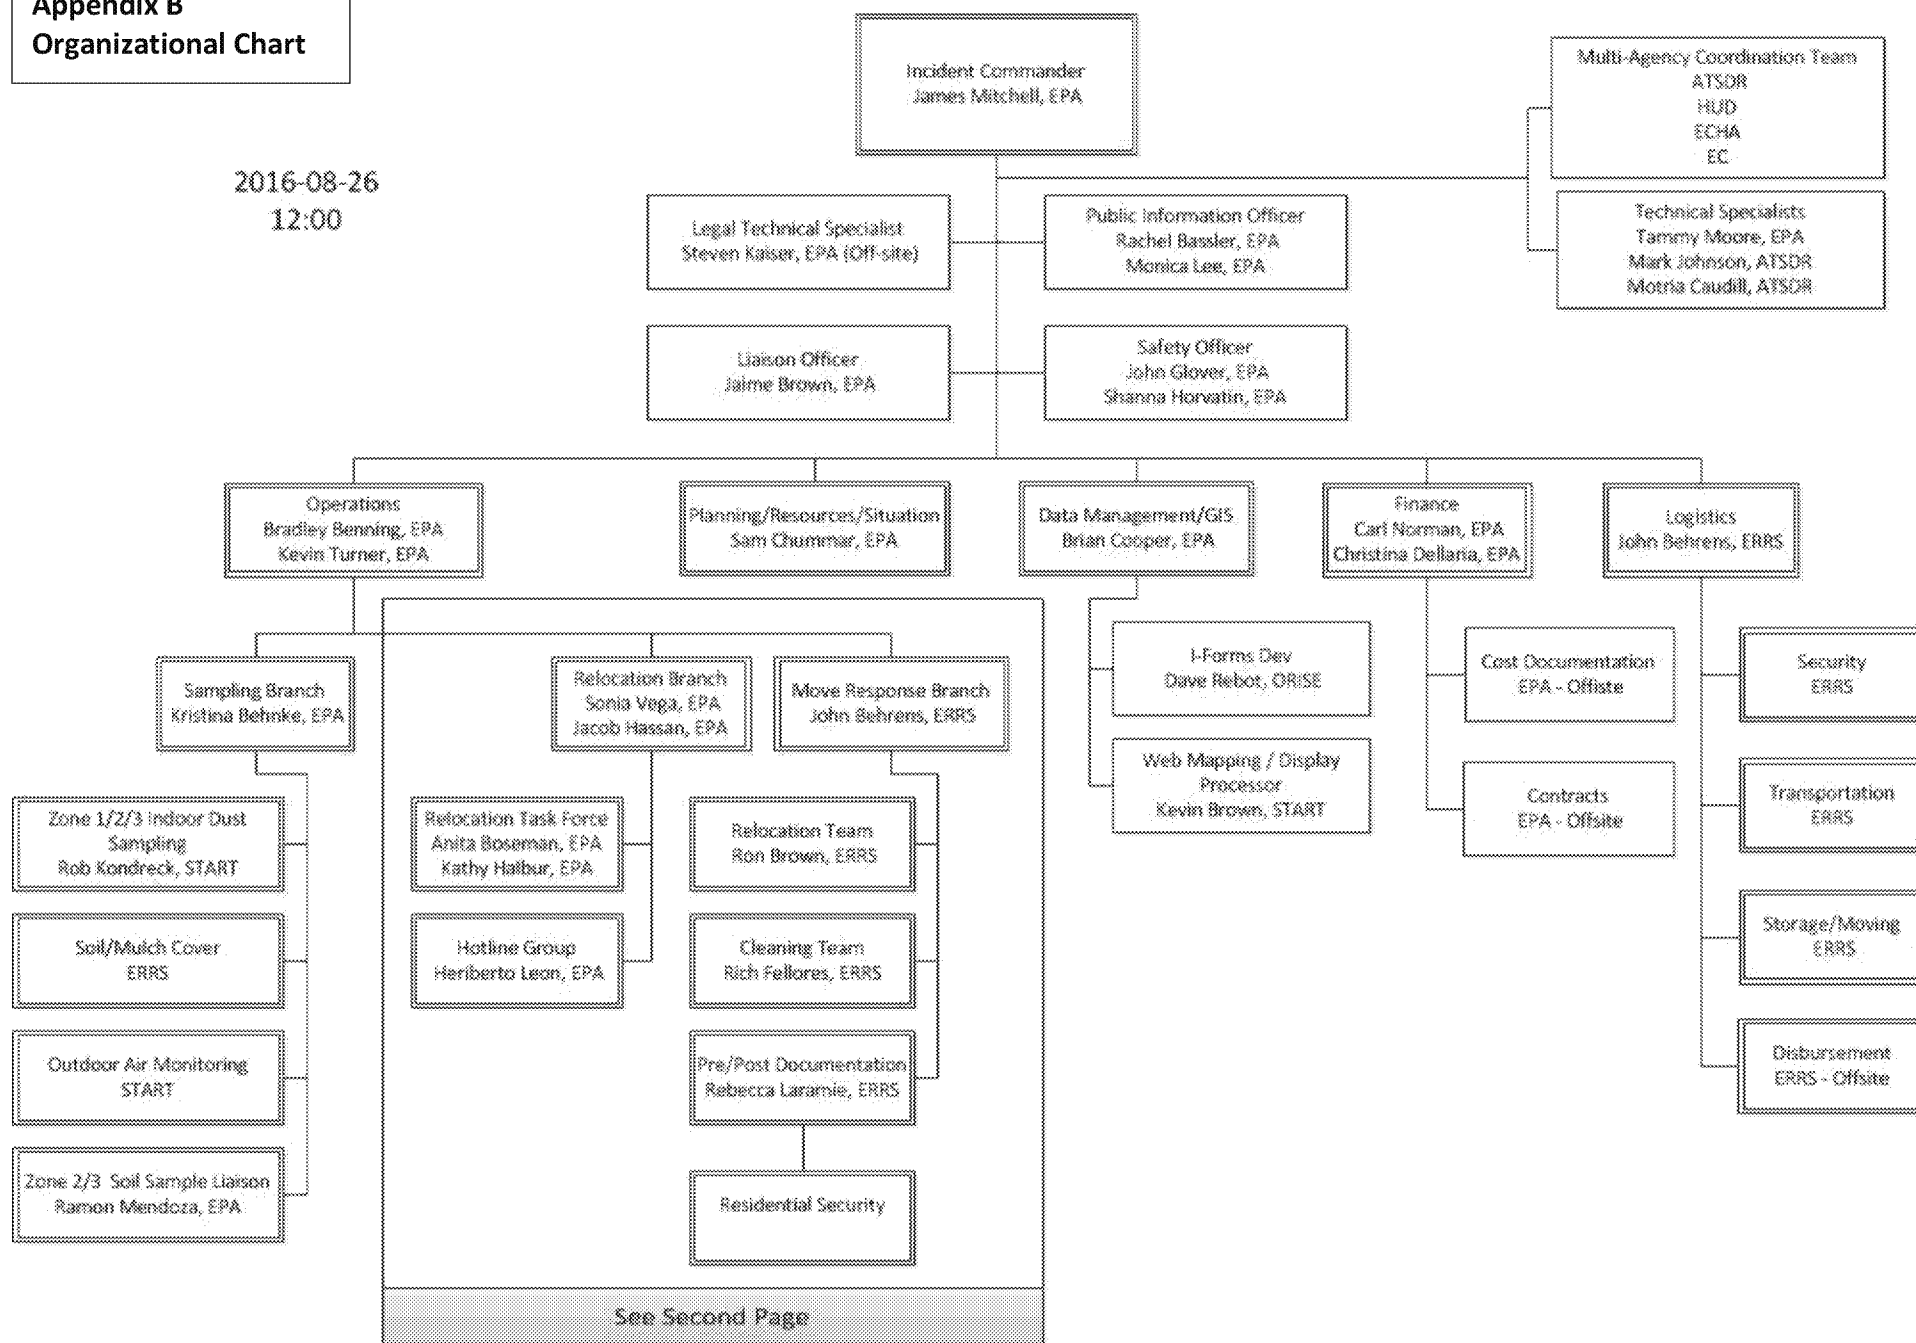 Appendix B
Organizational Chart
2016-08-26
12:00
Incident Commander
James Mitchell, EPA
Multi-Agency Coordination Team
ATSDR
HUD
ECHA
EC
Technical Specialists
Tammy Moore, EPA
Mark Johnson, ATSDR
Motria Caudill, ATSDR
Legal Technical Specialist
Steven Kaiser, EPA (Off-site)
Public Information Officer
Rachel Bassler, EPA
Monica Lee, EPA
Liaison Officer
Jaime Brown, EPA
Safety Officer
John Glover, EPA
Shanna Horvatin, EPA
Operations
Bradley Benning, EPA
Kevin Turner, EPA
Planning/Resources/Situation
Sam Chummar, EPA
Data Management/GIS
Brian Cooper, EPA
Finance
Carl Norman, EPA
Christina Dellaria, EPA
Logistics
John Behrens, ERRS
Sampling Branch
Kristina Behnke, EPA
Relocation Branch
Sonia Vega, EPA
Jacob Hassan, EPA
Move Response Branch
John Behrens, ERRS
I-Forms Dev
Dave Rebot, ORISE
Web Mapping / Display
Processor
Kevin Brown, START
Cost Documentation
EPA - Offiste
Contracts
EPA - Offsite
Security
ERRS
Transportation
ERRS
Storage/Moving
ERRS
Disbursement
ERRS - Offsite
Zone 1/2/3 Indoor Dust
Sampling
Rob Kondreck, START
Soil/Mulch Cover
ERRS
Outdoor Air Monitoring
START
Zone 2/3 Soil Sample Liaison
Ramon Mendoza, EPA
Relocation Task Force
Anita Boseman, EPA
Kathy Halbur, EPA
Hotline Group
Heriberto Leon, EPA
Relocation Team
Ron Brown, ERRS
Cleaning Team
Rich Fellores, ERRS
Pre/Post Documentation
Rebecca Laramie, ERRS
Residential Security
See Second Page